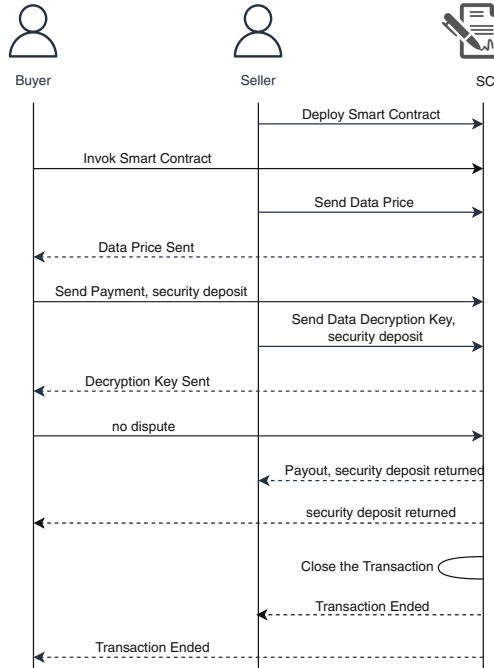 Buyer
Seller
SC
Deploy Smart Contract
Invok Smart Contract
Send Data Price
Data Price Sent
Send Payment, security deposit
Send Data Decryption Key,
security deposit
Decryption Key Sent
no dispute
Payout, security deposit returned
security deposit returned
Close the Transaction
Transaction Ended
Transaction Ended